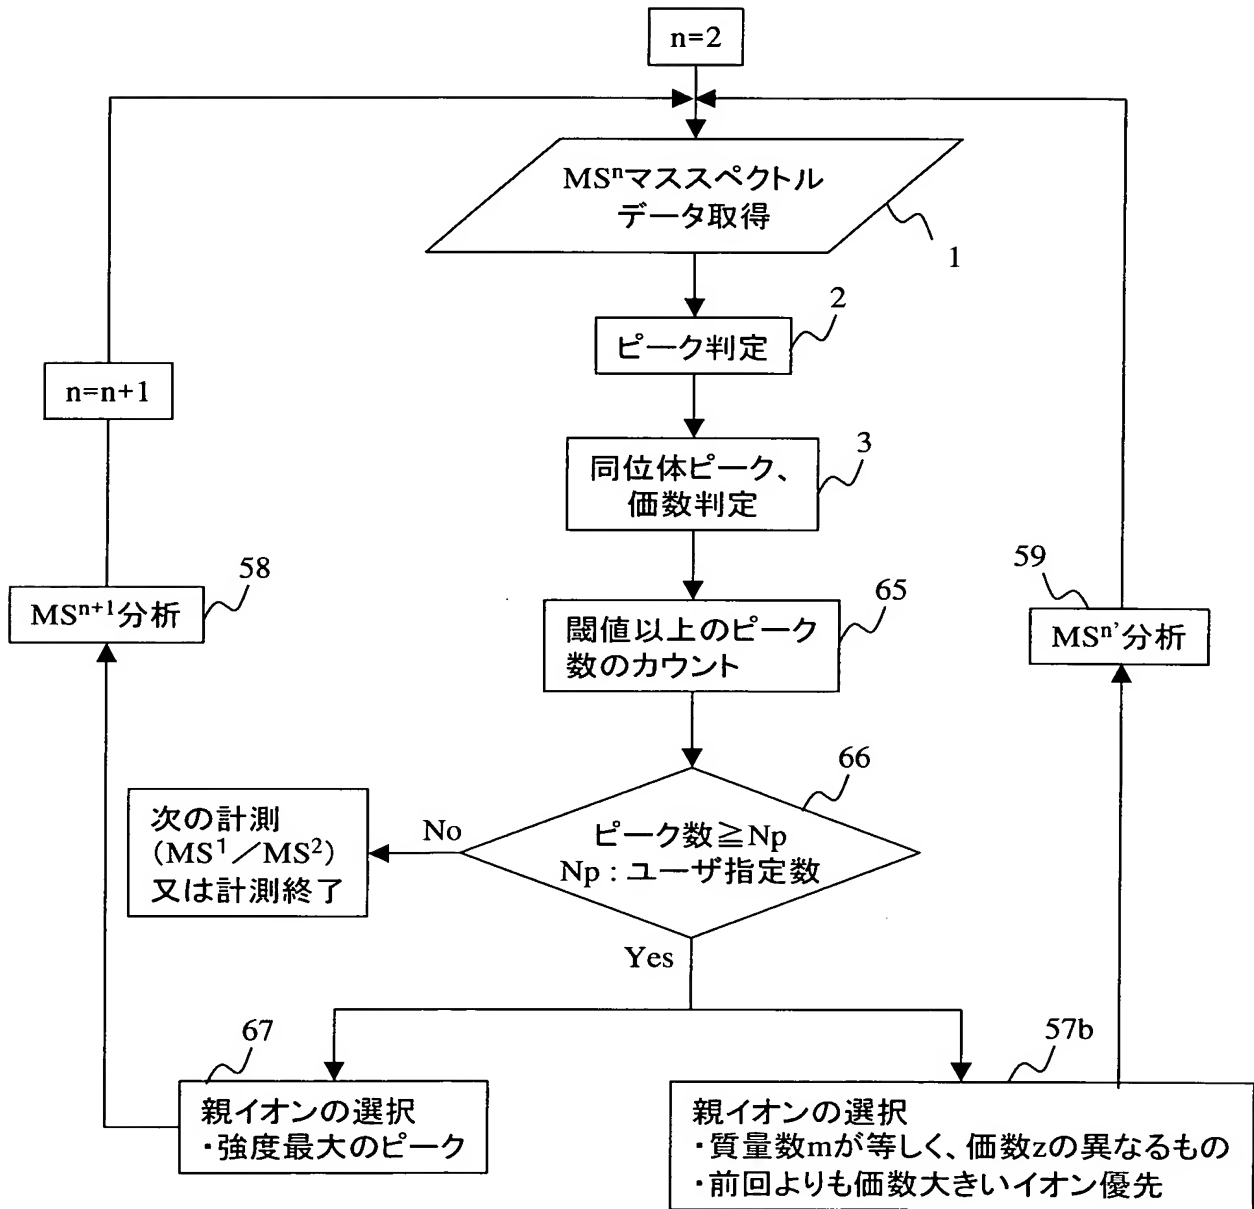 n=2
MSⁿマススペクトル
データ取得
1
2
ピーク判定
n=n+1
3
同位体ピーク、
価数判定
58
MSⁿ⁺¹分析
65
閾値以上のピーク
数のカウント
59
MSⁿ'分析
66
ピーク数≧Np
Np：ユーザ指定数
No
次の計測
（MS¹／MS²）
又は計測終了
Yes
67
親イオンの選択
・強度最大のピーク
57b
親イオンの選択
・質量数mが等しく、価数zの異なるもの
・前回よりも価数大きいイオン優先